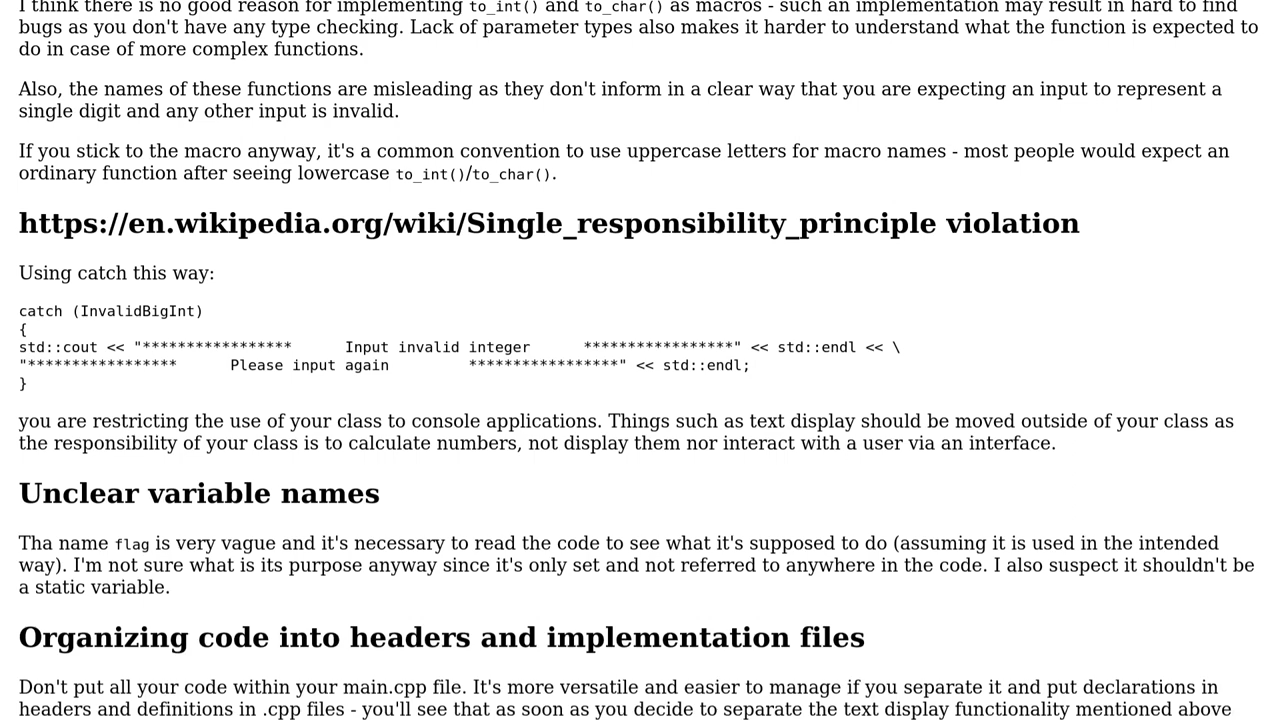 I think there is no good reason for implementing to_int() and to_char() as macros - such an implementation may result in hard to find
bugs as you don't have any type checking. Lack of parameter types also makes it harder to understand what the function is expected to
do in case of more complex functions.
Also, the names of these functions are misleading as they don't inform in a clear way that you are expecting an input to represent a
single digit and any other input is invalid.
If you stick to the macro anyway, it's a common convention to use uppercase letters for macro names - most people would expect an
ordinary function after seeing lowercase to_int()/to_char().
https://en.wikipedia.org/wiki/Single_responsibility_principle violation
Using catch this way:
catch (InvalidBigInt)
{
std::cout << "*****************      Input invalid integer      *****************" << std::endl << \
"*****************      Please input again         *****************" << std::endl;
}
you are restricting the use of your class to console applications. Things such as text display should be moved outside of your class as
the responsibility of your class is to calculate numbers, not display them nor interact with a user via an interface.
Unclear variable names
Tha name flag is very vague and it's necessary to read the code to see what it's supposed to do (assuming it is used in the intended
way). I'm not sure what is its purpose anyway since it's only set and not referred to anywhere in the code. I also suspect it shouldn't be
a static variable.
Organizing code into headers and implementation files
Don't put all your code within your main.cpp file. It's more versatile and easier to manage if you separate it and put declarations in
headers and definitions in .cpp files - you'll see that as soon as you decide to separate the text display functionality mentioned above